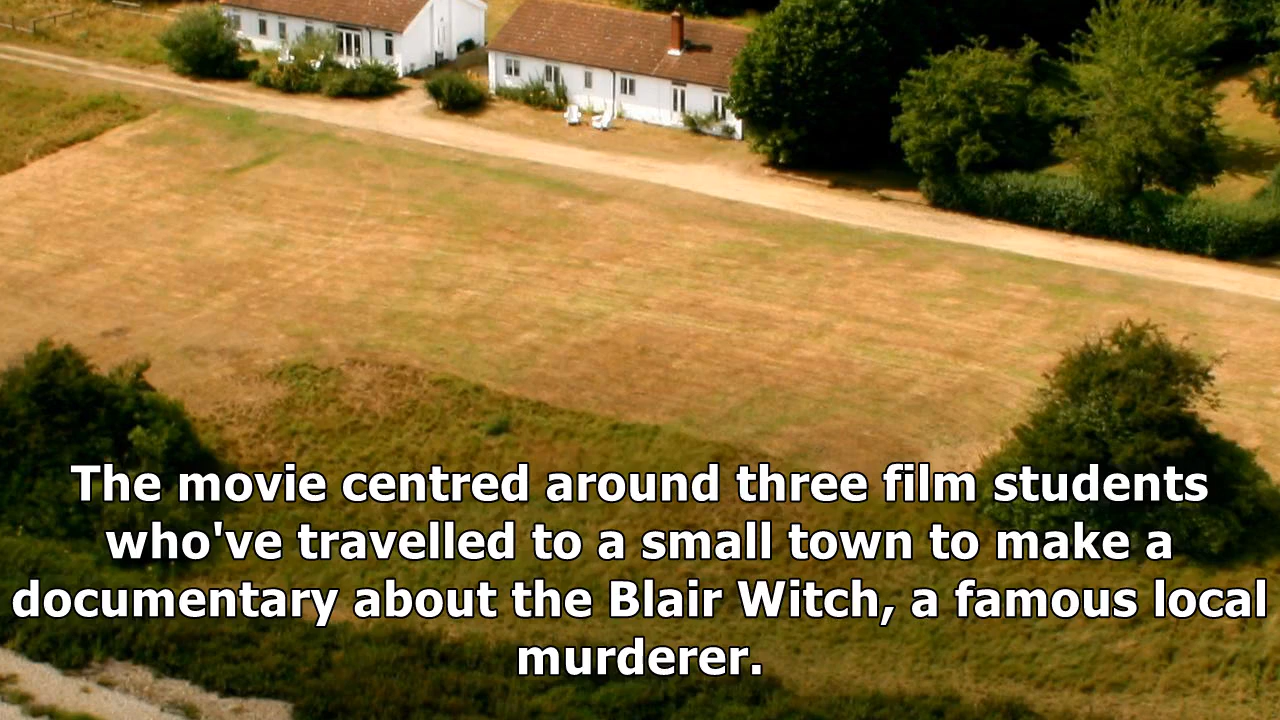 The movie centred around three film students
who've travelled to a small town to make a
documentary about the Blair Witch, a famous local
murderer.